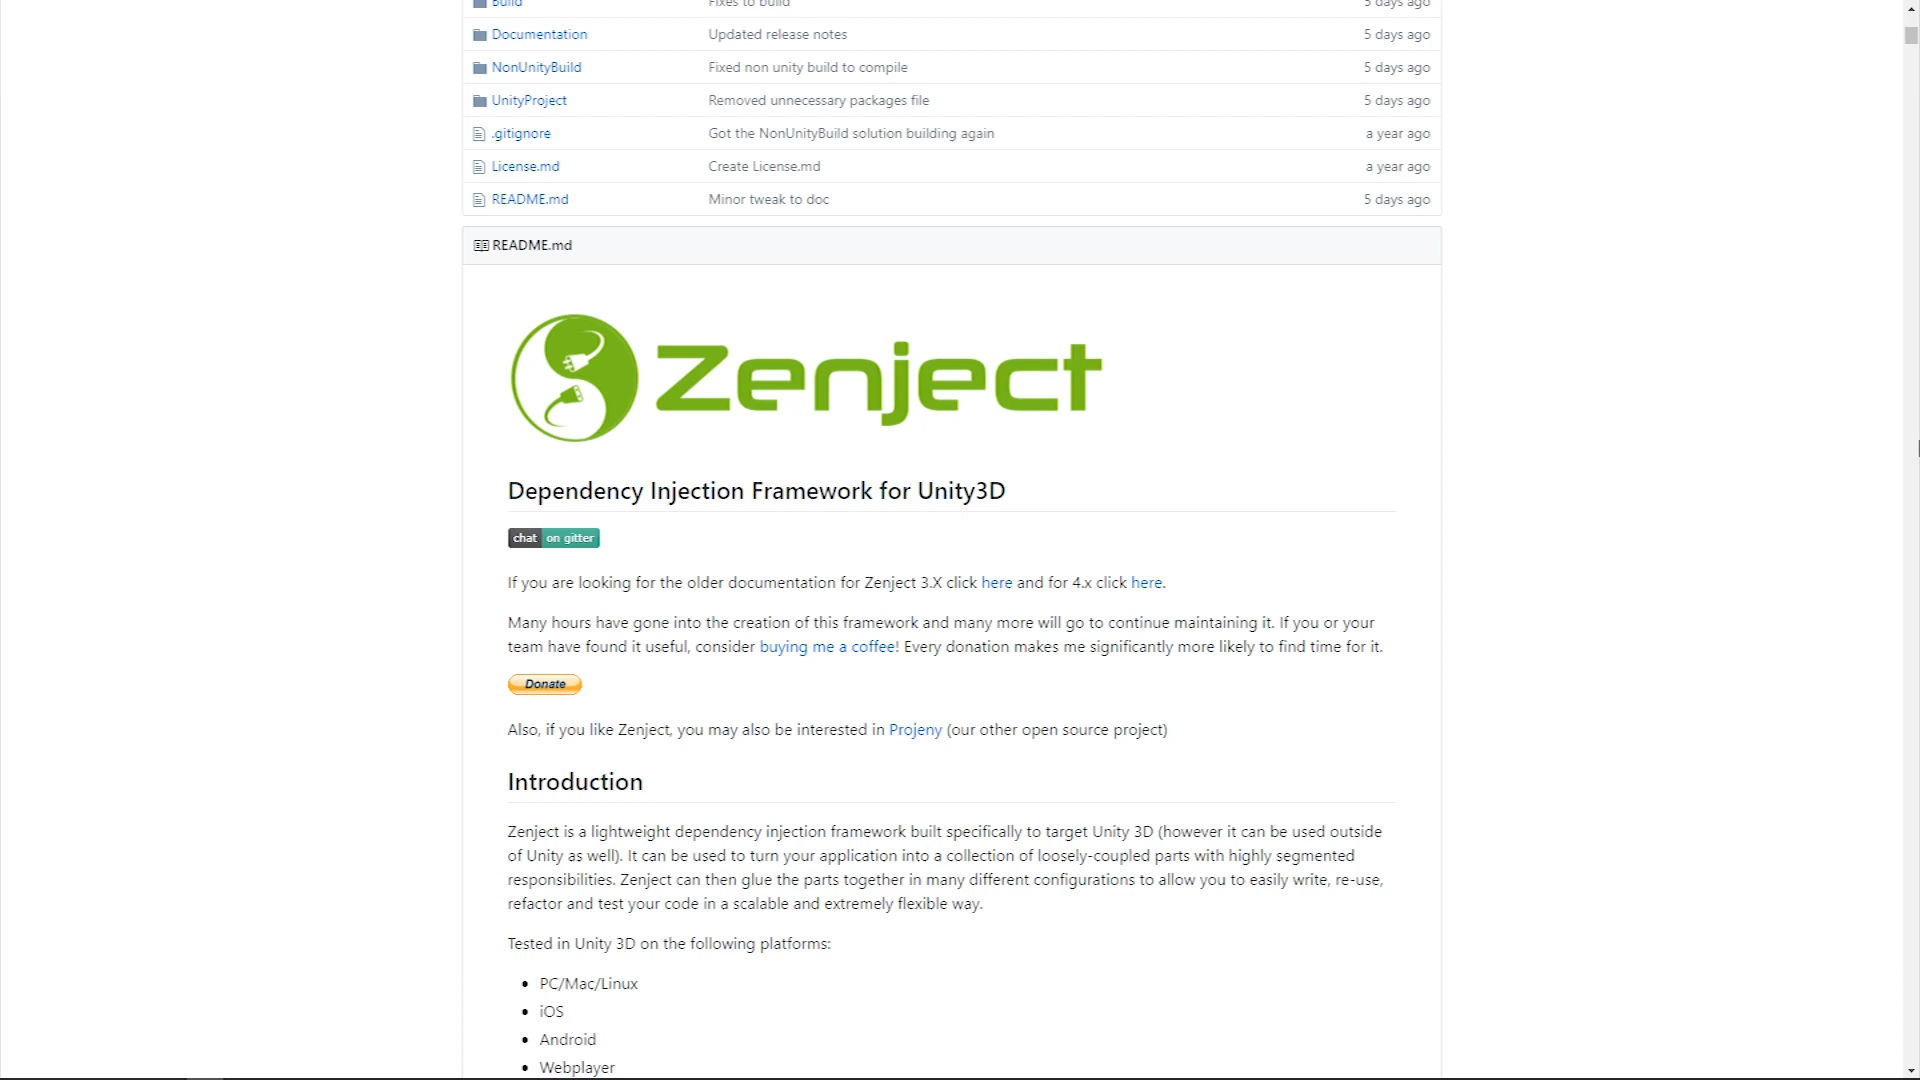 Build Fixes to build 5 days ago
Documentation Updated release notes 5 days ago
NonUnityBuild Fixed non unity build to compile 5 days ago
UnityProject Removed unnecessary packages file 5 days ago
.gitignore Got the NonUnityBuild solution building again a year ago
License.md Create License.md a year ago
README.md Minor tweak to doc 5 days ago
README.md
Zenject
Dependency Injection Framework for Unity3D
chat on gitter
If you are looking for the older documentation for Zenject 3.X click here and for 4.x click here.
Many hours have gone into the creation of this framework and many more will go to continue maintaining it. If you or your
team have found it useful, consider buying me a coffee! Every donation makes me significantly more likely to find time for it.
Donate
Also, if you like Zenject, you may also be interested in Projeny (our other open source project)
Introduction
Zenject is a lightweight dependency injection framework built specifically to target Unity 3D (however it can be used outside
of Unity as well). It can be used to turn your application into a collection of loosely-coupled parts with highly segmented
responsibilities. Zenject can then glue the parts together in many different configurations to allow you to easily write, re-use,
refactor and test your code in a scalable and extremely flexible way.
Tested in Unity 3D on the following platforms:
• PC/Mac/Linux
• iOS
• Android
• Webplayer